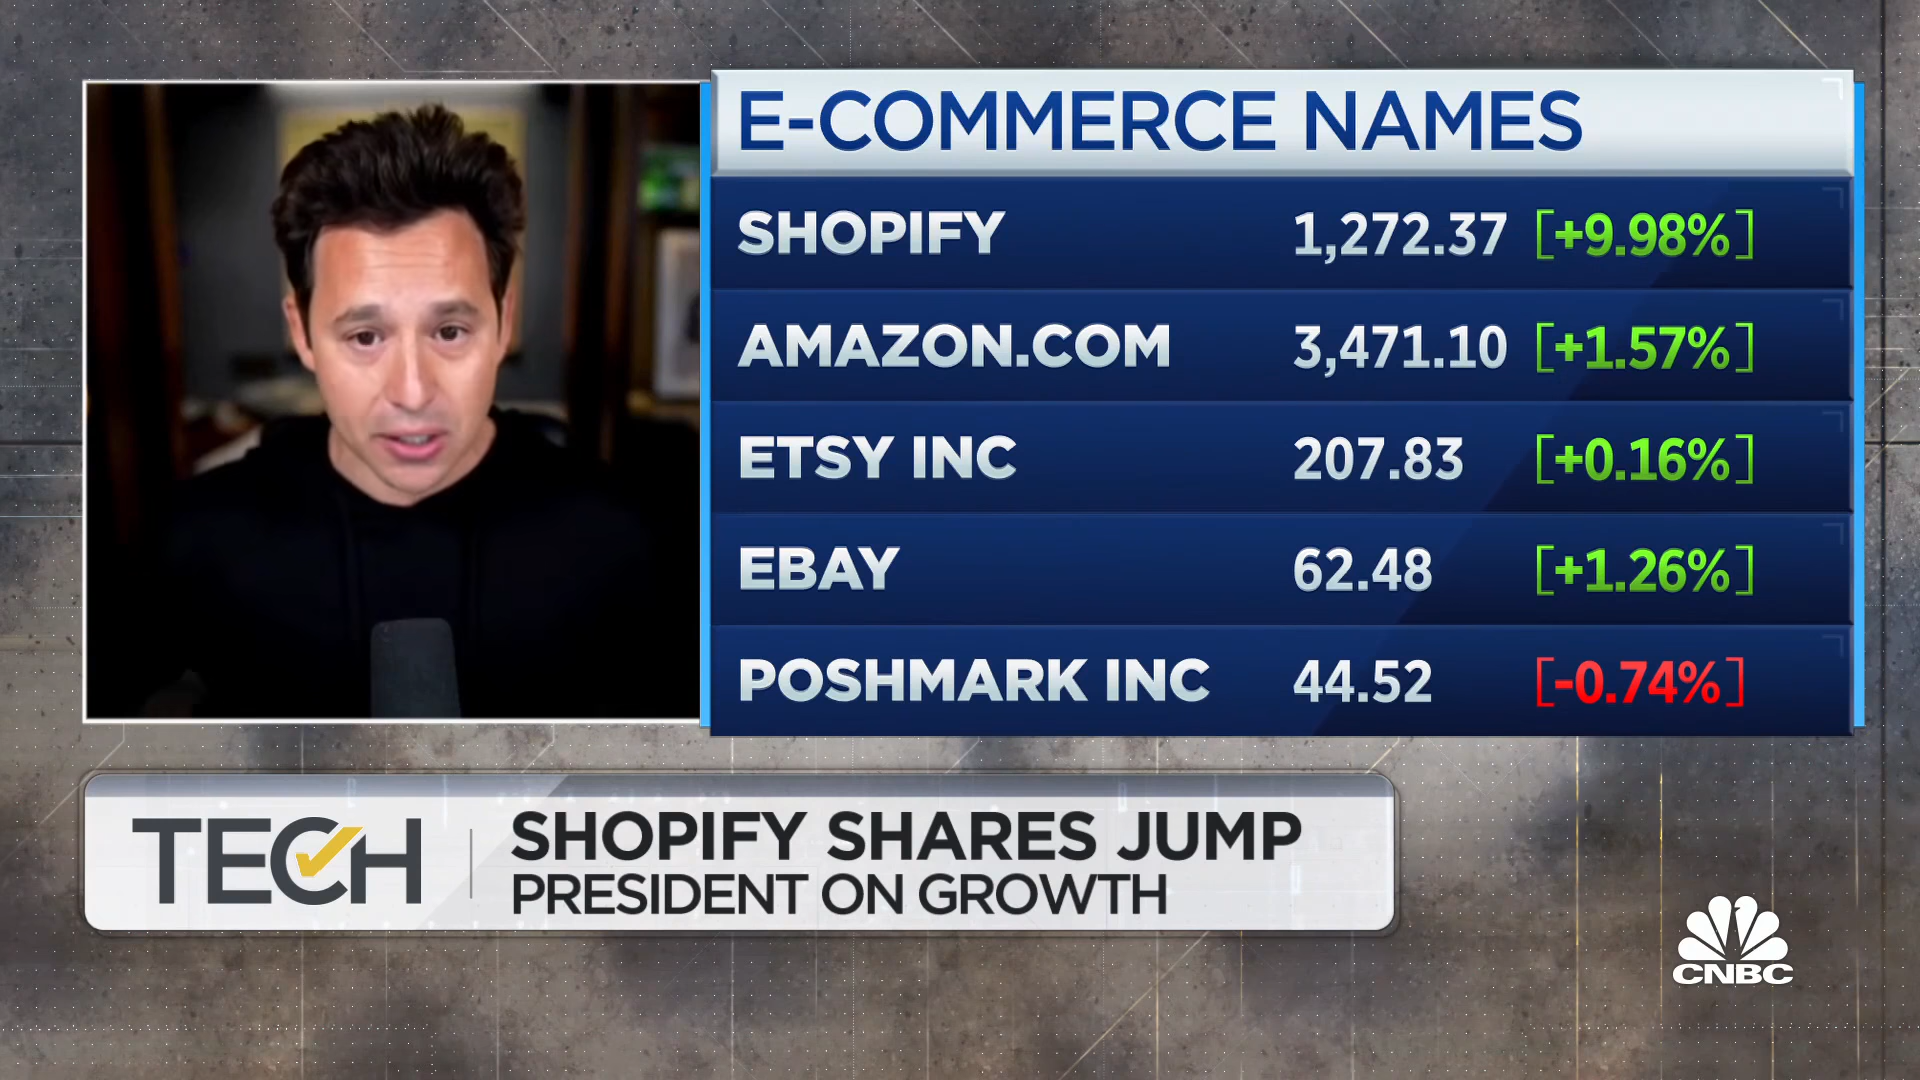 E-COMMERCE NAMES
SHOPIFY 1,272.37 [+9.98%]
AMAZON.COM 3,471.10 [+1.57%]
ETSY INC 207.83 [+0.16%]
EBAY 62.48 [+1.26%]
POSHMARK INC 44.52 [-0.74%]
TECH
SHOPIFY SHARES JUMP
PRESIDENT ON GROWTH
CNBC